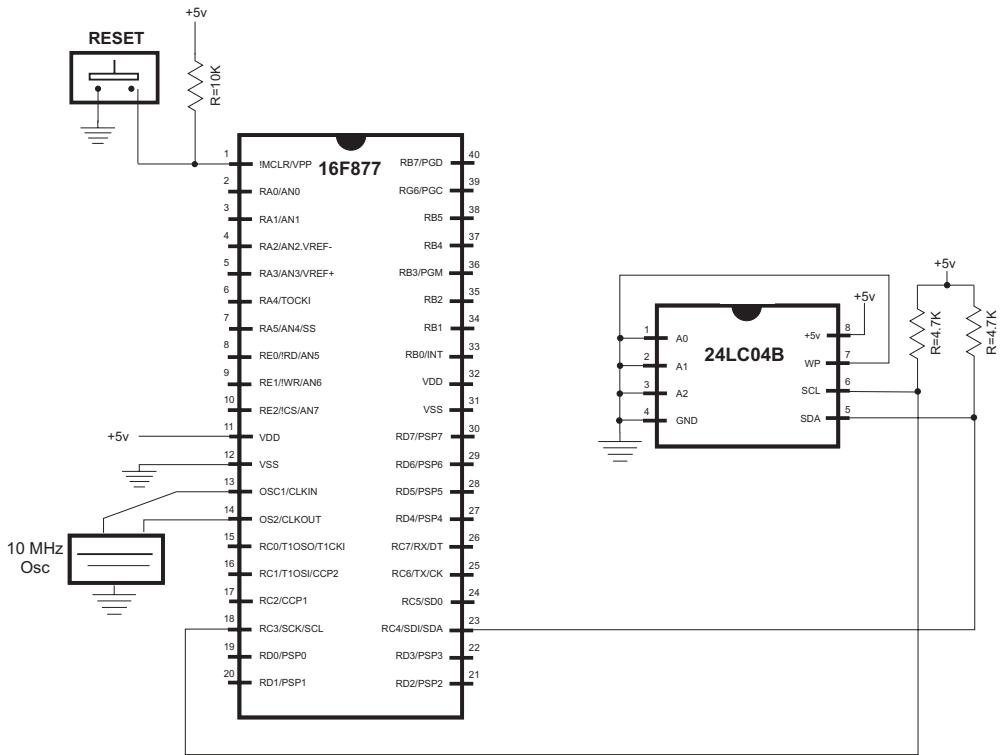 +5v
RESET
R=10K
16F877
1 !MCLR/VPP
2 RA0/AN0
3 RA1/AN1
4 RA2/AN2.VREF-
5 RA3/AN3/VREF+
6 RA4/TOCKI
7 RA5/AN4/SS
8 RE0/!RD/AN5
9 RE1/!WR/AN6
10 RE2/!CS/AN7
+5v 11 VDD
12 VSS
13 OSC1/CLKIN
14 OS2/CLKOUT
15 RC0/T1OSO/T1CKI
16 RC1/T1OSI/CCP2
17 RC2/CCP1
18 RC3/SCK/SCL
19 RD0/PSP0
20 RD1/PSP1
10 MHz
Osc
RB7/PGD 40
RG6/PGC 39
RB5 38
RB4 37
RB3/PGM 36
RB2 35
RB1 34
RB0/INT 33
VDD 32
VSS 31
RD7/PSP7 30
RD6/PSP6 29
RD5/PSP5 28
RD4/PSP4 27
RC7/RX/DT 26
RC6/TX/CK 25
RC5/SD0 24
RC4/SDI/SDA 23
RD3/PSP3 22
RD2/PSP2 21
24LC04B
1 A0
2 A1
3 A2
4 GND
+5v
+5v 8
WP 7
SCL 6
SDA 5
+5v
R=4.7K
R=4.7K